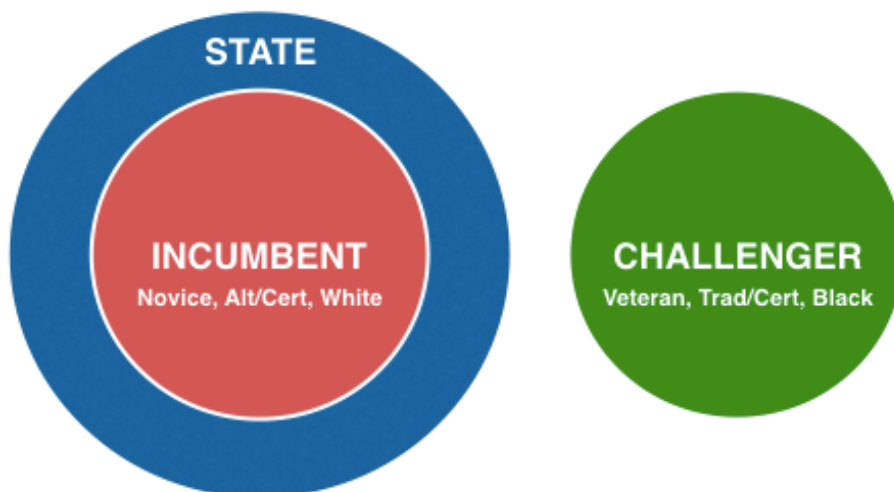 STATE
INCUMBENT
Novice, Alt/Cert, White
CHALLENGER
Veteran, Trad/Cert, Black